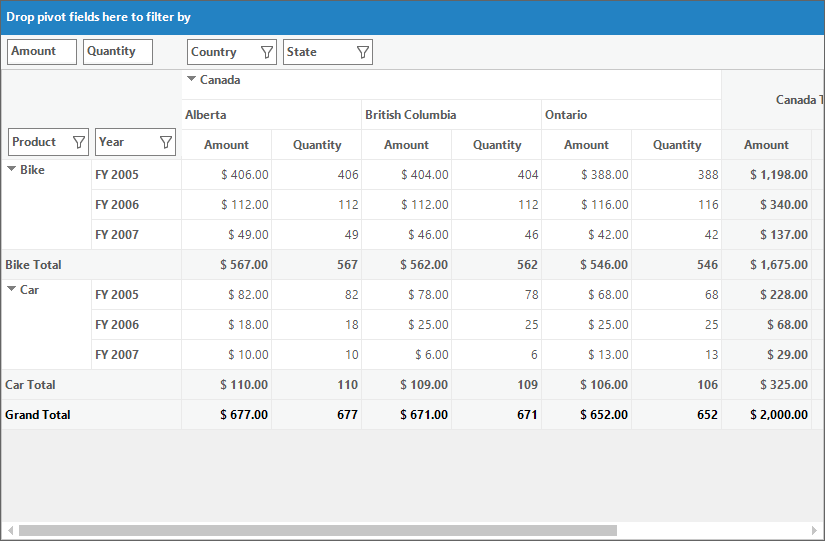 Drop pivot fields here to filter by
Amount Quantity Country State
Canada
Canada T
Alberta British Columbia Ontario
Product Year Amount Quantity Amount Quantity Amount Quantity Amount
Bike FY 2005 $ 406.00 406 $ 404.00 404 $ 388.00 388 $ 1,198.00
FY 2006 $ 112.00 112 $ 112.00 112 $ 116.00 116 $ 340.00
FY 2007 $ 49.00 49 $ 46.00 46 $ 42.00 42 $ 137.00
Bike Total $ 567.00 567 $ 562.00 562 $ 546.00 546 $ 1,675.00
Car FY 2005 $ 82.00 82 $ 78.00 78 $ 68.00 68 $ 228.00
FY 2006 $ 18.00 18 $ 25.00 25 $ 25.00 25 $ 68.00
FY 2007 $ 10.00 10 $ 6.00 6 $ 13.00 13 $ 29.00
Car Total $ 110.00 110 $ 109.00 109 $ 106.00 106 $ 325.00
Grand Total $ 677.00 677 $ 671.00 671 $ 652.00 652 $ 2,000.00